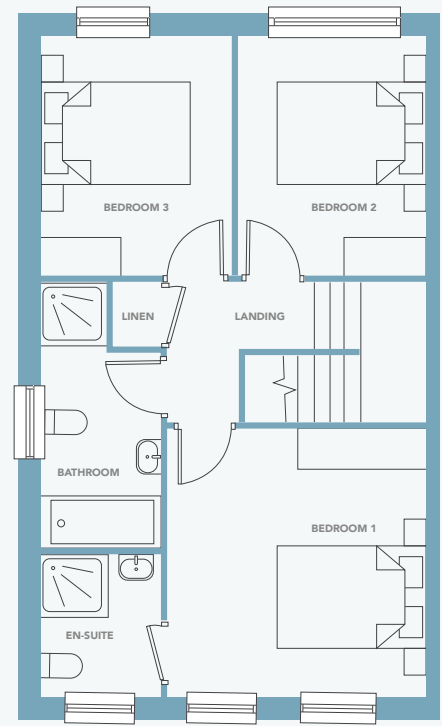 BEDROOM 3
BEDROOM 2
LINEN
LANDING
BATHROOM
BEDROOM 1
EN-SUITE